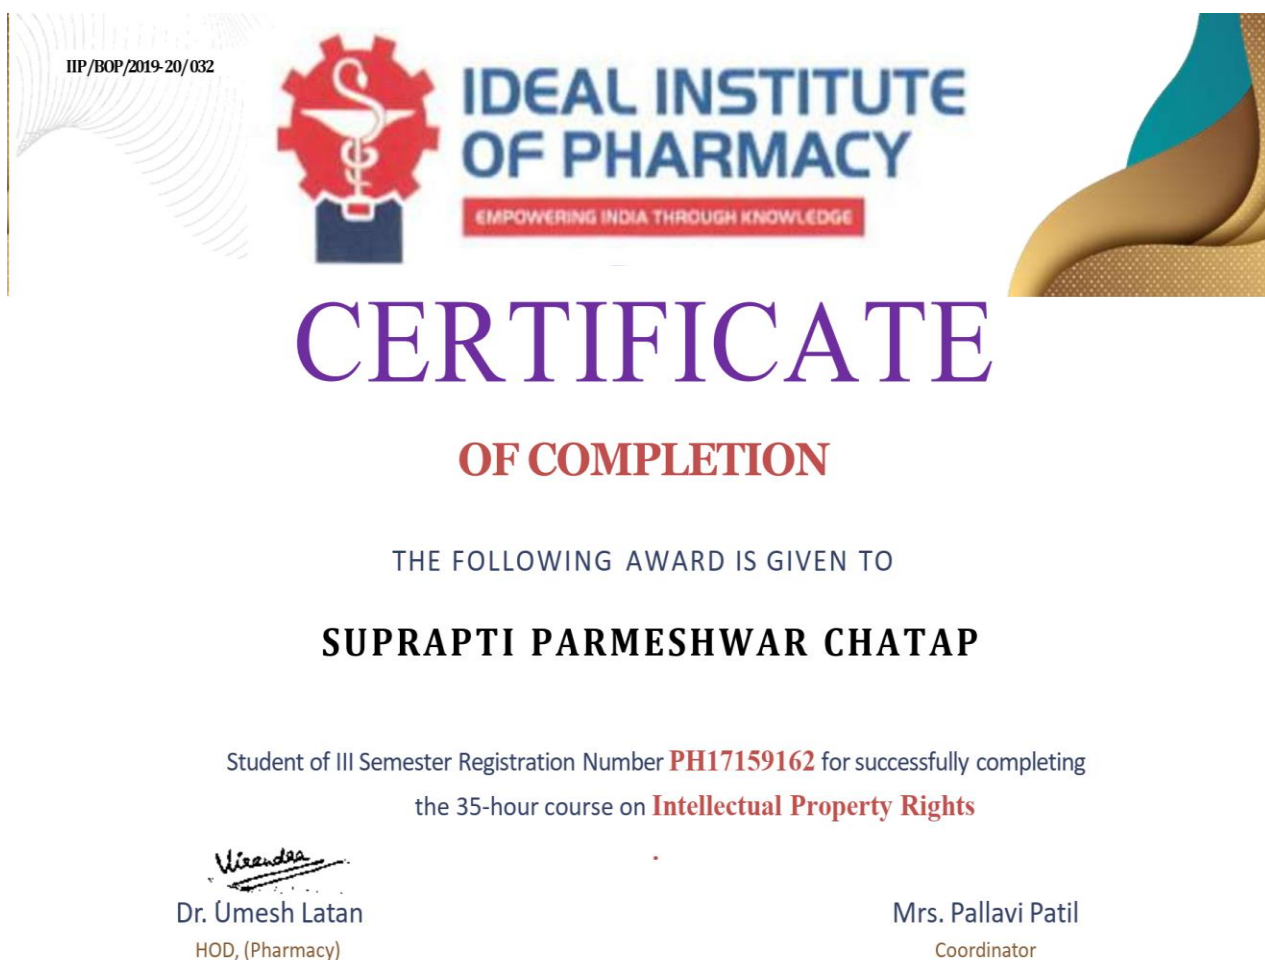 IIP/BOP/2019-20/032
IDEAL INSTITUTE
OF PHARMACY
EMPOWERING INDIA THROUGH KNOWLEDGE
CERTIFICATE
OF COMPLETION
THE FOLLOWING AWARD IS GIVEN TO
SUPRAPTI PARMESHWAR CHATAP
Student of III Semester Registration Number PH17159162 for successfully completing
the 35-hour course on Intellectual Property Rights
.
Virendra
Dr. Umesh Latan
Mrs. Pallavi Patil
HOD, (Pharmacy)
Coordinator